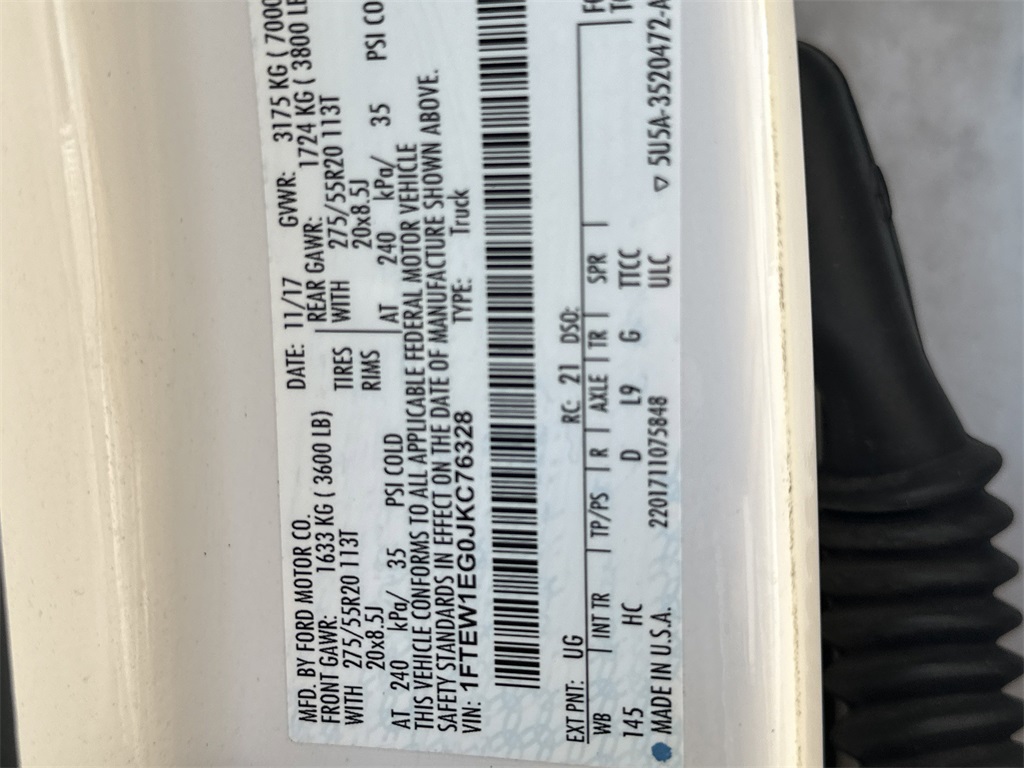 MFD. BY FORD MOTOR CO.
DATE: 11/17 GVWR: 3175 KG ( 7000
FRONT GAWR: 1633 KG ( 3600 LB) REAR GAWR: 1724 KG ( 3800 LB
WITH 275/55R20 113T TIRES WITH 275/55R20 113T
20x8.5J RIMS 20x8.5J
AT 240 kPa/ 35 PSI COLD AT 240 kPa/ 35 PSI CO
THIS VEHICLE CONFORMS TO ALL APPLICABLE FEDERAL MOTOR VEHICLE
SAFETY STANDARDS IN EFFECT ON THE DATE OF MANUFACTURE SHOWN ABOVE.
VIN: 1FTEW1EG0JKC76328 TYPE: Truck
EXT PNT: UG RC: 21 DSO:
WB INT TR TP/PS R AXLE TR SPR
145 HC D L9 G TTCC
MADE IN U.S.A. 2201711075848 ULC ▽ 5U5A-3520472-A